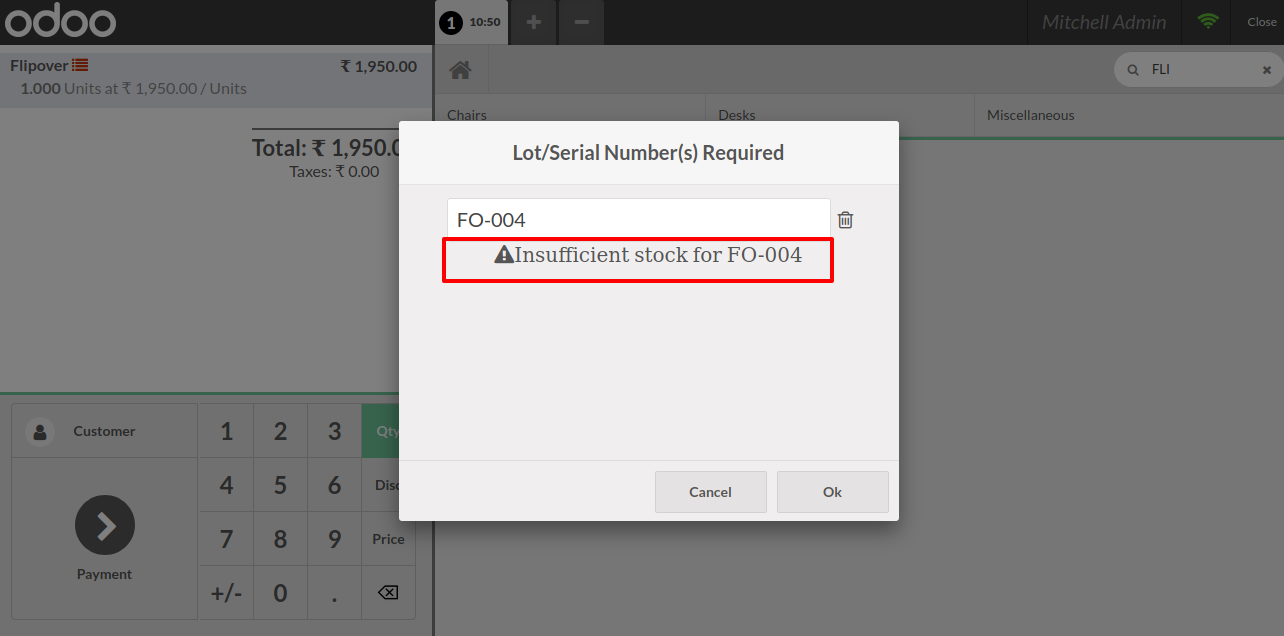 odoo
1 10:50
Mitchell Admin
Close
Flipover ₹ 1,950.00
1.000 Units at ₹ 1,950.00 / Units
FLI
Chairs
Desks
Miscellaneous
Total: ₹ 1,950.0
Taxes: ₹ 0.00
Lot/Serial Number(s) Required
FO-004
Insufficient stock for FO-004
Cancel
Ok
Customer
1 2 3 Qty
4 5 6 Disc
7 8 9 Price
+/- 0 .
Payment